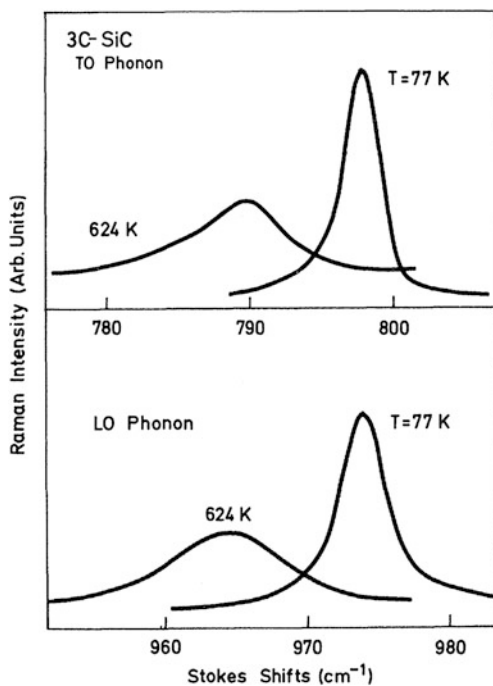 3C-SiC
TO Phonon
T=77 K
624 K
780 790 800
LO Phonon
T=77 K
624 K
960 970 980
Stokes Shifts (cm⁻¹)
Raman Intensity (Arb. Units)